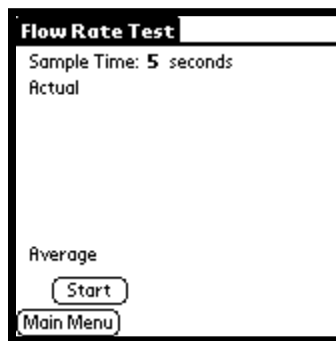 Flow Rate Test
Sample Time: 5 seconds
Actual
Average
Start
Main Menu